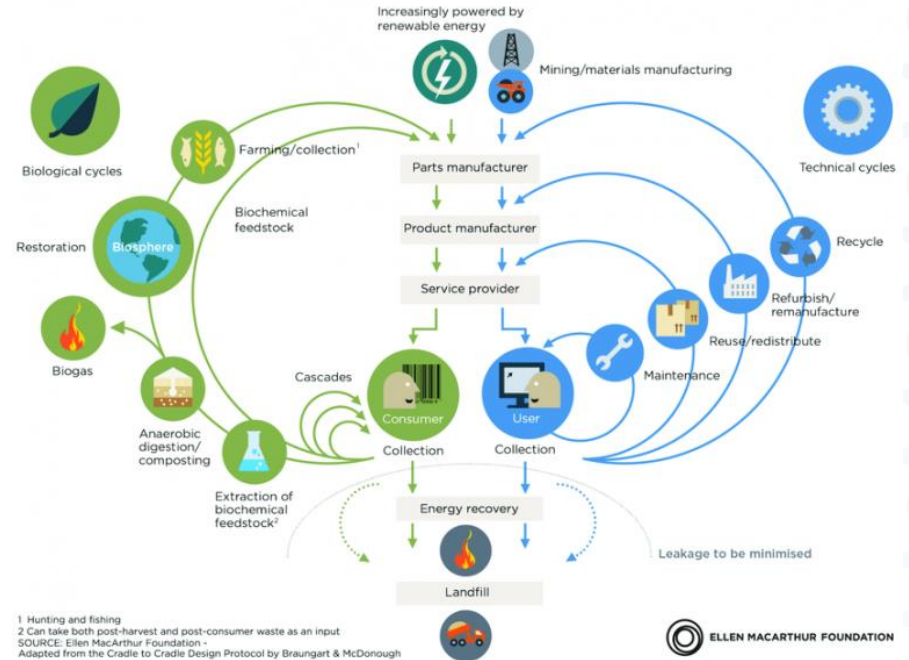 Increasingly powered by
renewable energy
Mining/materials manufacturing
Biological cycles
Farming/collection¹
Parts manufacturer
Technical cycles
Biochemical
feedstock
Product manufacturer
Restoration
Biosphere
Recycle
Service provider
Refurbish/
remanufacture
Reuse/redistribute
Biogas
Cascades
Maintenance
Consumer
User
Anaerobic
digestion/
composting
Collection
Collection
Extraction of
biochemical
feedstock²
Energy recovery
Leakage to be minimised
Landfill
1 Hunting and fishing
2 Can take both post-harvest and post-consumer waste as an input
SOURCE: Ellen MacArthur Foundation -
Adapted from the Cradle to Cradle Design Protocol by Braungart & McDonough
ELLEN MACARTHUR FOUNDATION